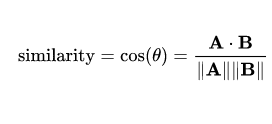 similarity = cos(θ) = A · B / ‖A‖‖B‖